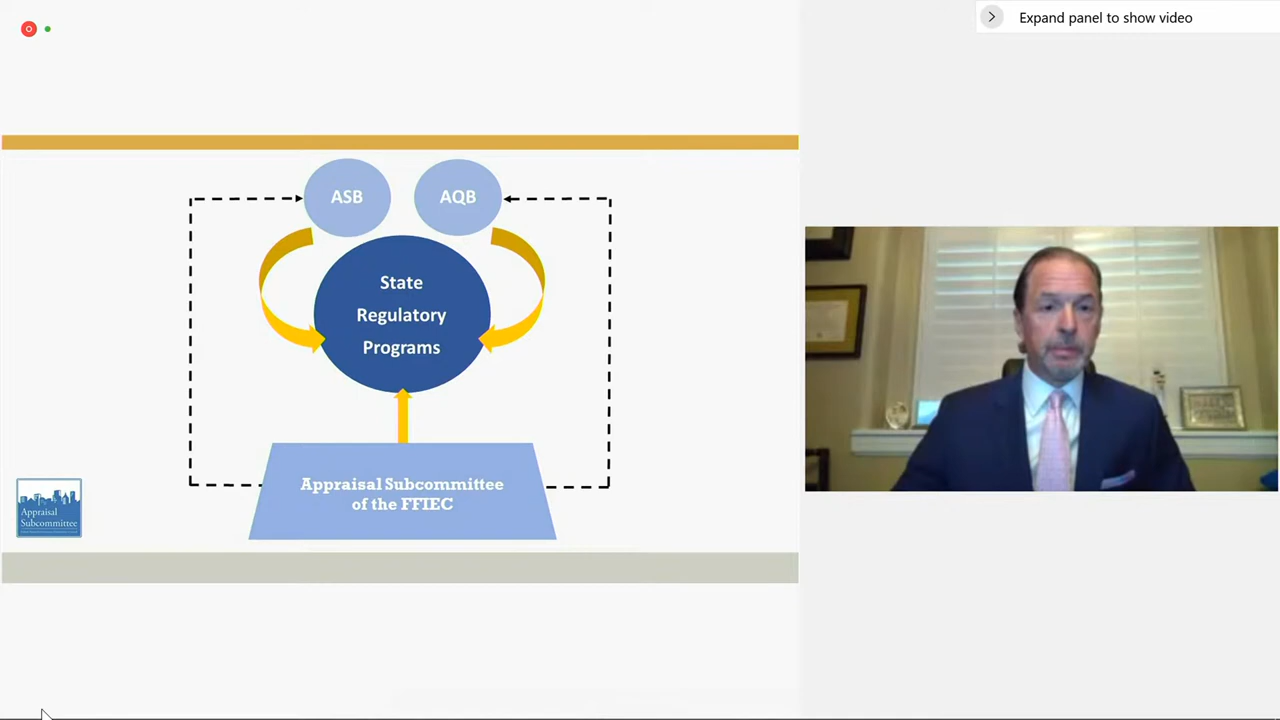 Expand panel to show video
ASB
AQB
State
Regulatory
Programs
Appraisal Subcommittee
of the FFIEC
Appraisal
Subcommittee